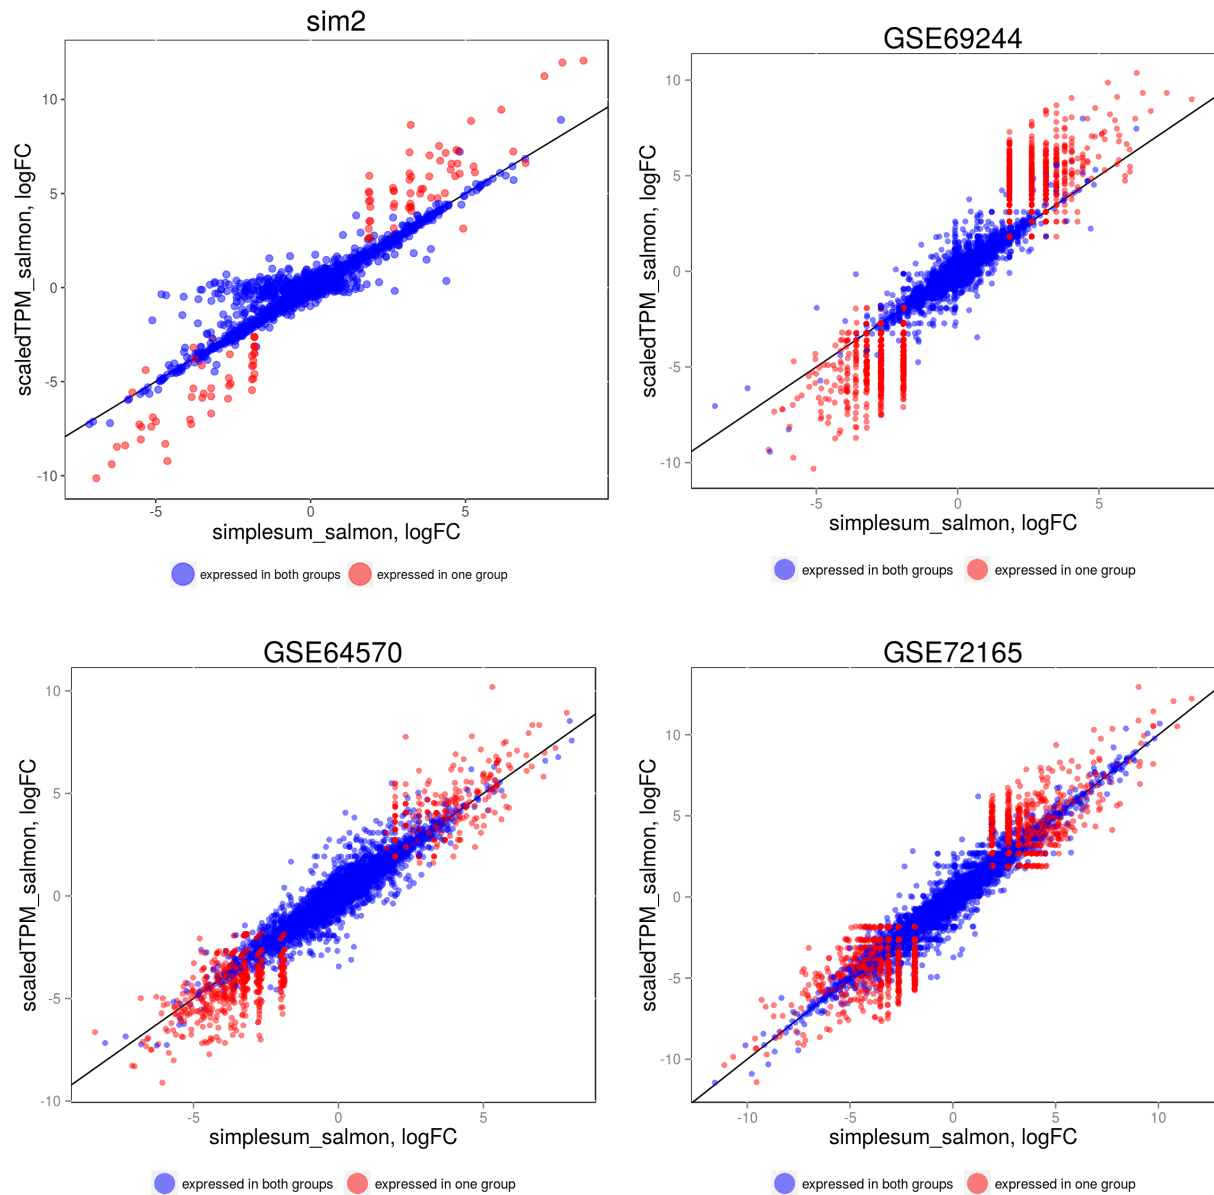 sim2
scaledTPM_salmon, logFC
10
5
0
-5
-10
-5
0
5
simplesum_salmon, logFC
expressed in both groups
expressed in one group
GSE69244
scaledTPM_salmon, logFC
10
5
0
-5
-10
-5
0
5
simplesum_salmon, logFC
expressed in both groups
expressed in one group
GSE64570
scaledTPM_salmon, logFC
10
5
0
-5
-10
-5
0
5
simplesum_salmon, logFC
expressed in both groups
expressed in one group
GSE72165
scaledTPM_salmon, logFC
10
5
0
-5
-10
-10
-5
0
5
10
simplesum_salmon, logFC
expressed in both groups
expressed in one group